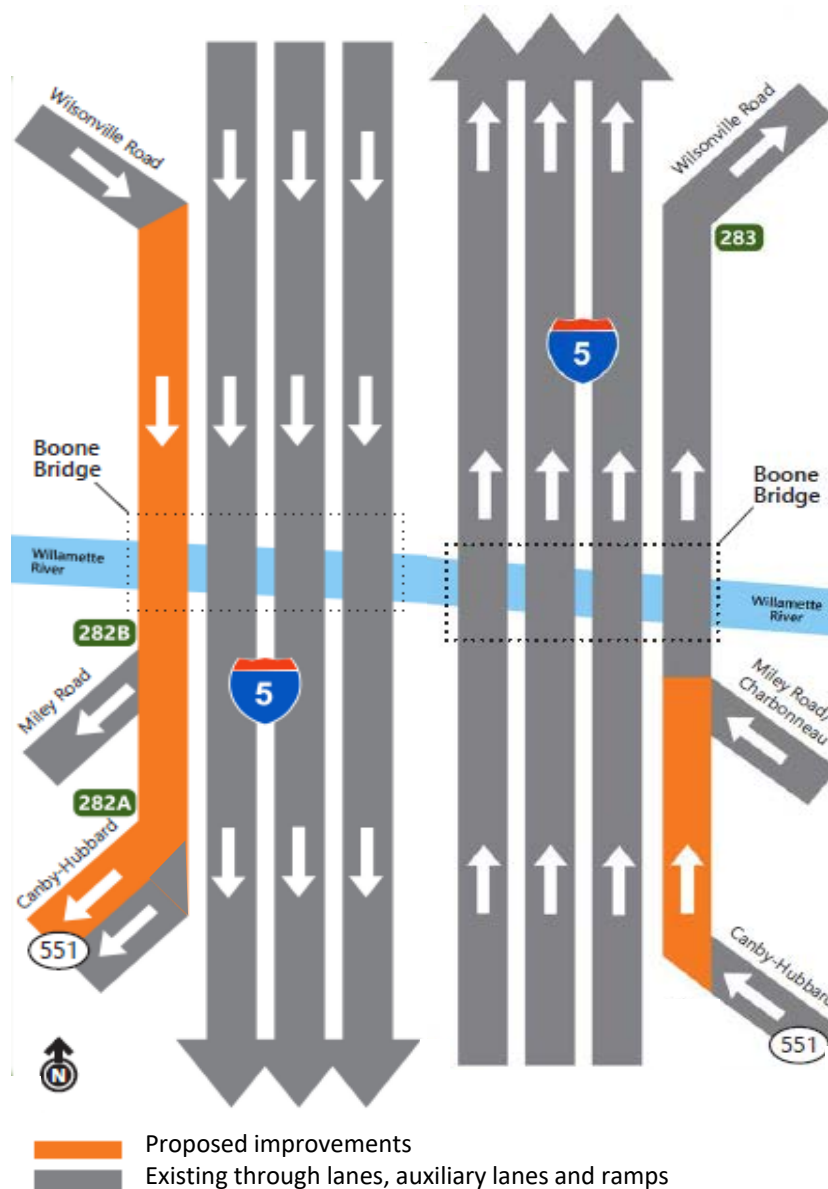 Wilsonville Road
Wilsonville Road
283
5
Boone
Bridge
Boone
Bridge
Willamette
River
Willamette
River
282B
Miley Road
5
Miley Road/
Charbonneau
282A
Canby-Hubbard
551
Canby-Hubbard
551
N
Proposed improvements
Existing through lanes, auxiliary lanes and ramps